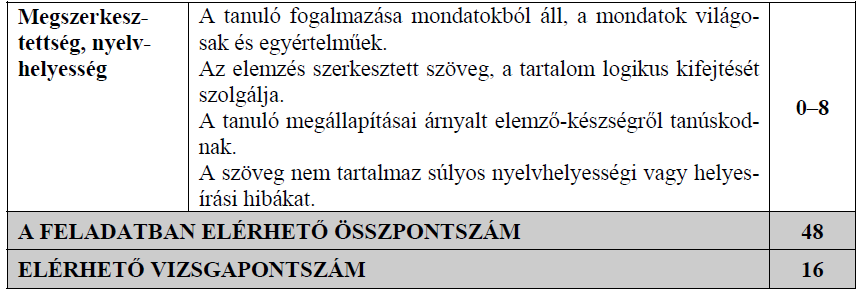 Megszerkesz-
tettség, nyelv-
helyesség
A tanuló fogalmazása mondatokból áll, a mondatok világo-
sak és egyértelműek.
Az elemzés szerkesztett szöveg, a tartalom logikus kifejtését
szolgálja.
A tanuló megállapításai árnyalt elemző-készségről tanúskod-
nak.
A szöveg nem tartalmaz súlyos nyelvhelyességi vagy helyes-
írási hibákat.
0–8
A FELADATBAN ELÉRHETŐ ÖSSZPONTSZÁM 48
ELÉRHETŐ VIZSGAPONTSZÁM 16